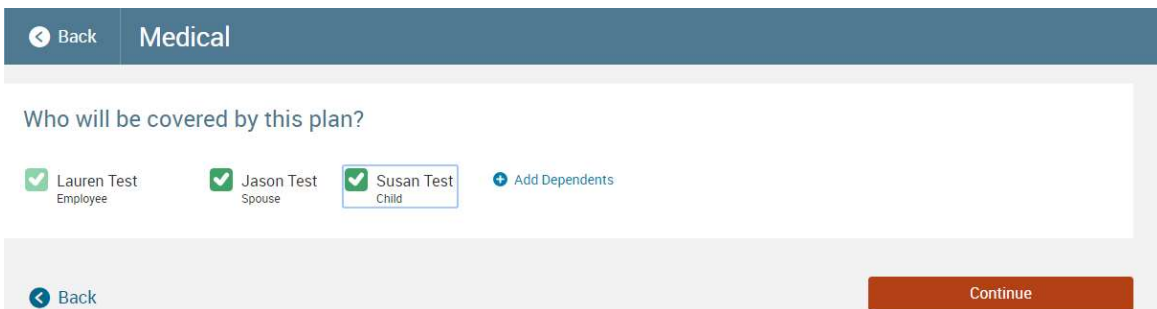 Back Medical
Who will be covered by this plan?
Lauren Test Jason Test Susan Test Add Dependents
Employee Spouse Child
Back Continue